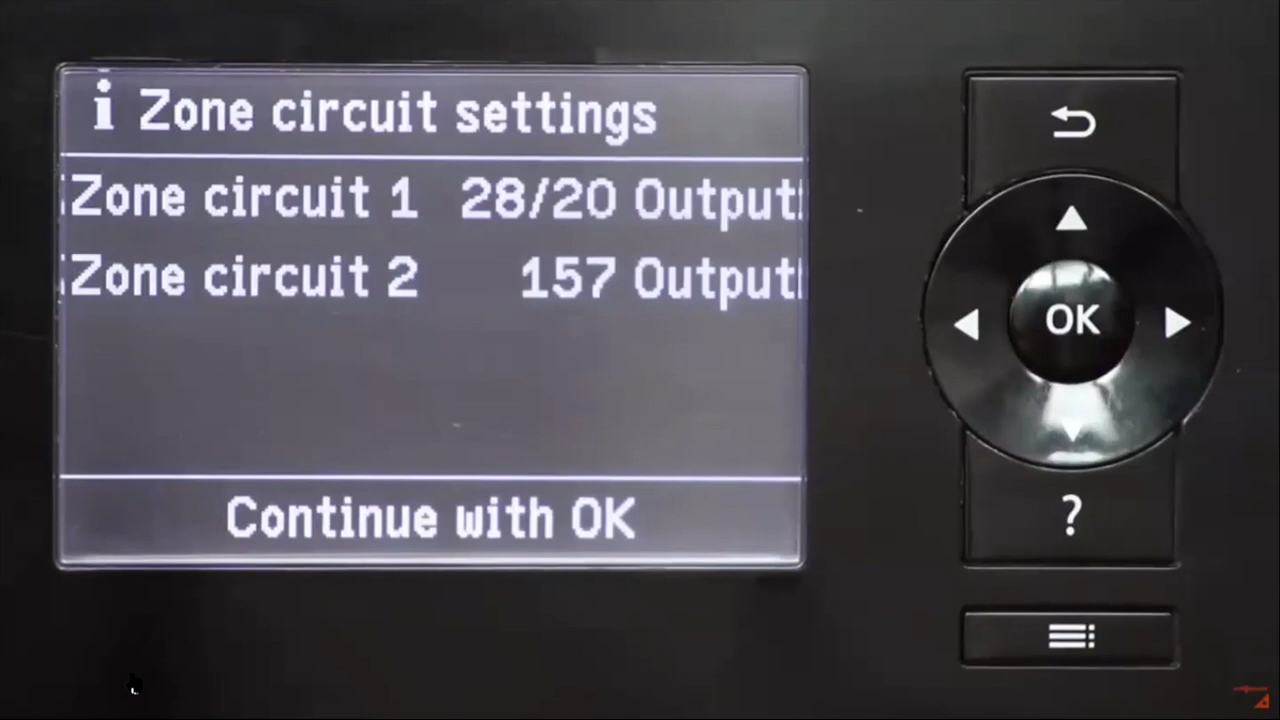 i Zone circuit settings
Zone circuit 1 28/20 Output
Zone circuit 2 157 Output
Continue with OK
OK
?